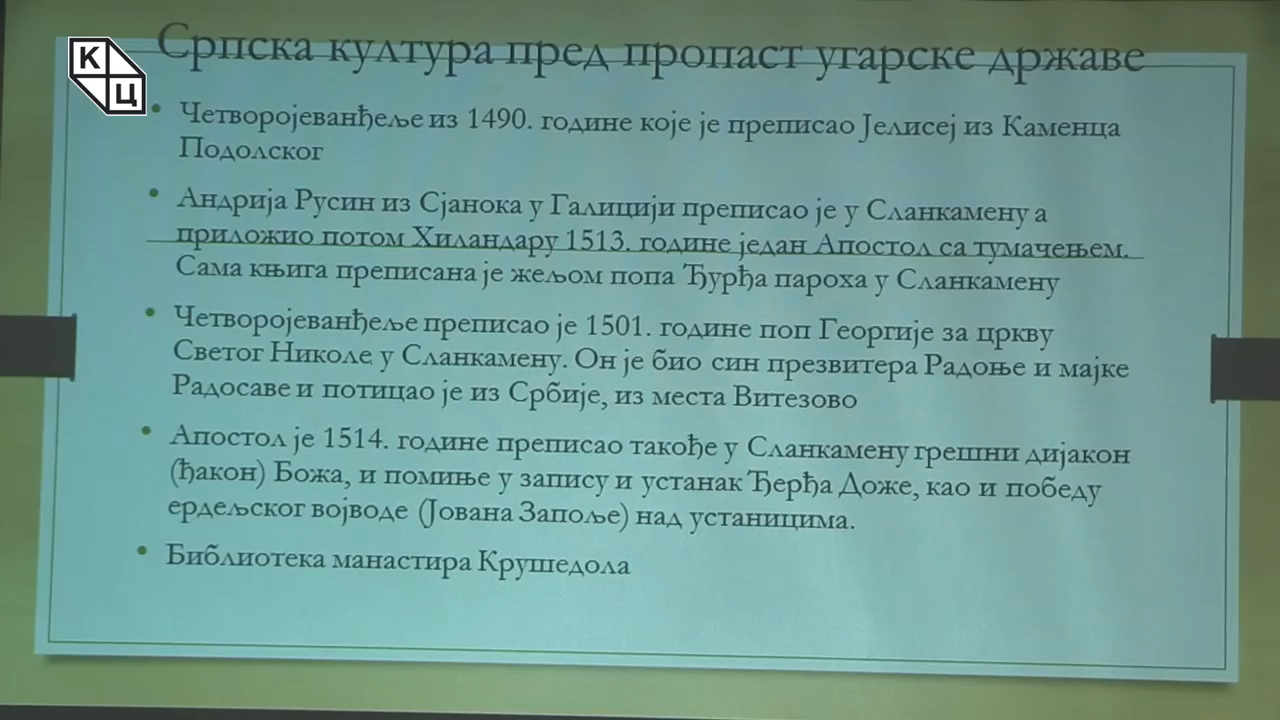 К
Ц
Српска култура пред пропаст угарске државе
• Четворојеванђеље из 1490. године које је преписао Јелисеј из Каменца
Подолског
• Андрија Русин из Сјанока у Галицији преписао је у Сланкамену а
приложио потом Хиландару 1513. године један Апостол са тумачењем.
Сама књига преписана је жељом попа Ђурђа пароха у Сланкамену
• Четворојеванђеље преписао је 1501. године поп Георгије за цркву
Светог Николе у Сланкамену. Он је био син презвитера Радоње и мајке
Радосаве и потицао је из Србије, из места Витезово
• Апостол је 1514. године преписао такође у Сланкамену грешни дијакон
(ђакон) Божа, и помиње у запису и устанак Ђерђа Доже, као и победу
ердељског војводе (Јована Запоље) над устаницима.
• Библиотека манастира Крушедола